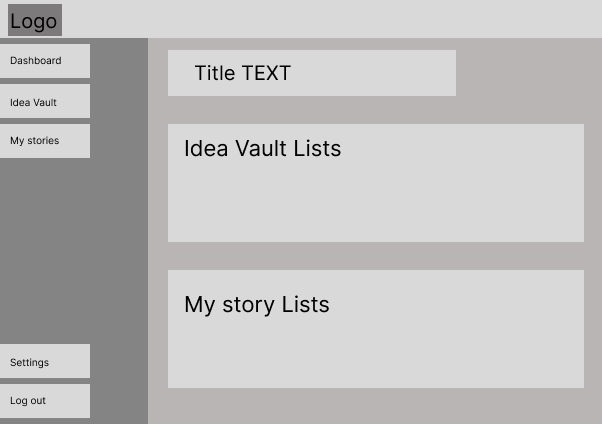 Logo
Dashboard
Idea Vault
My stories
Settings
Log out
Title TEXT
Idea Vault Lists
My story Lists